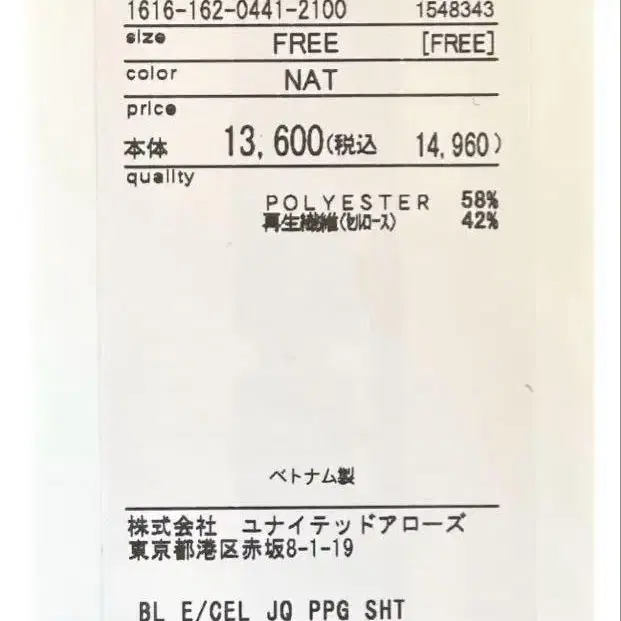 1616-162-0441-2100 1548343
size FREE [FREE]
color NAT
price
本体 13,600(税込 14,960)
quality
POLYESTER 58%
再生繊維(セルロース) 42%
ベトナム製
株式会社 ユナイテッドアローズ
東京都港区赤坂8-1-19
BL E/CEL JQ PPG SHT